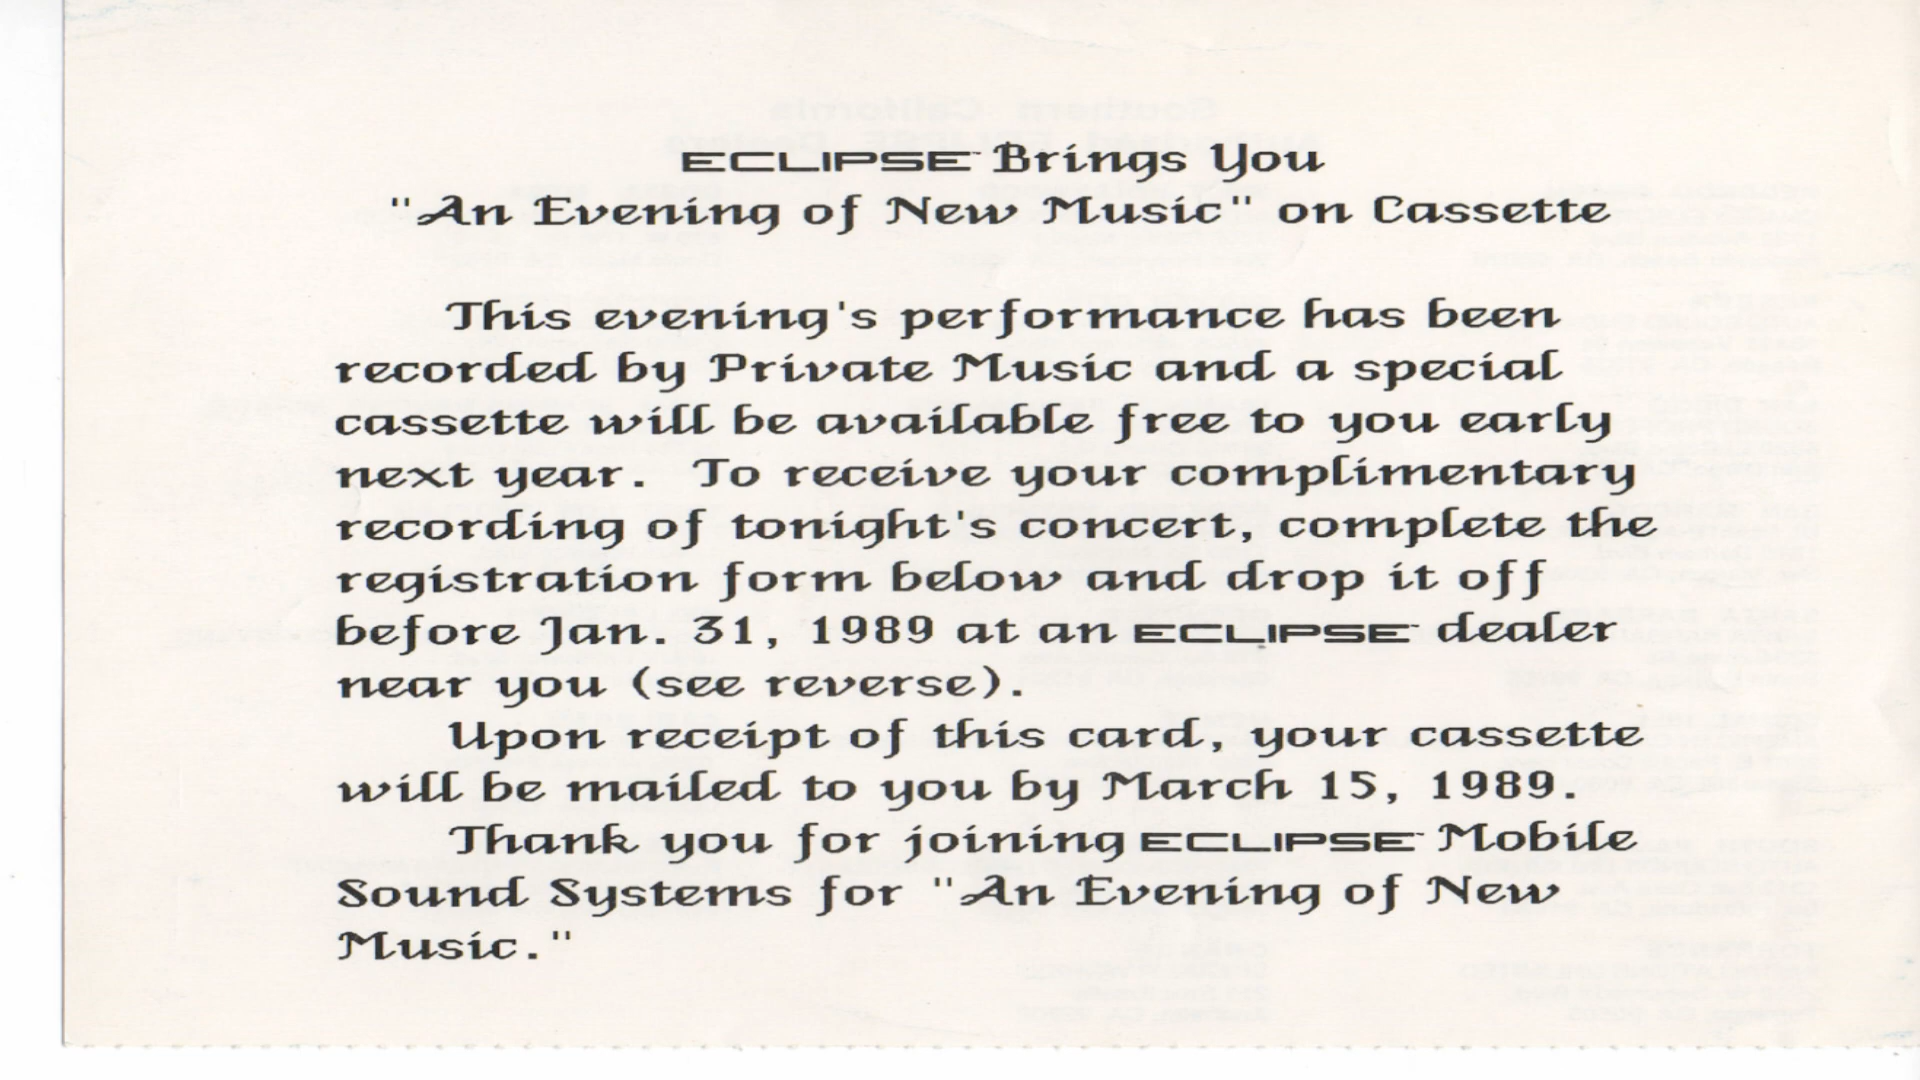 ECLIPSE™ Brings You
"An Evening of New Music" on Cassette
This evening's performance has been
recorded by Private Music and a special
cassette will be available free to you early
next year. To receive your complimentary
recording of tonight's concert, complete the
registration form below and drop it off
before Jan. 31, 1989 at an ECLIPSE™ dealer
near you (see reverse).
Upon receipt of this card, your cassette
will be mailed to you by March 15, 1989.
Thank you for joining ECLIPSE™ Mobile
Sound Systems for "An Evening of New
Music."